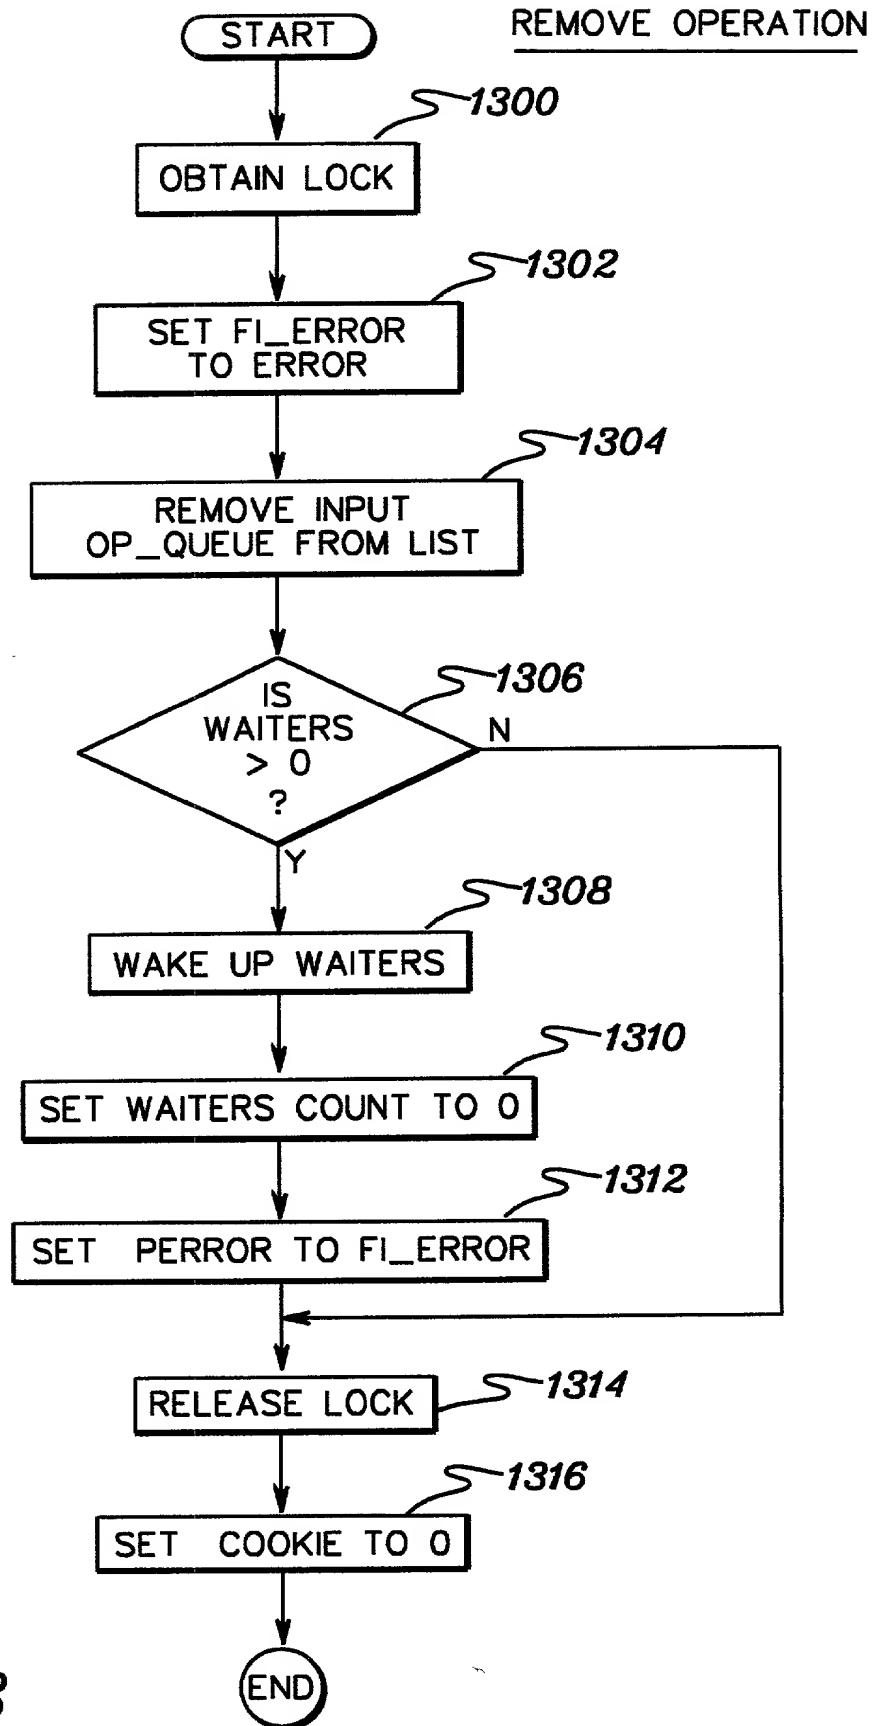 REMOVE OPERATION
START
1300
OBTAIN LOCK
1302
SET FI_ERROR
TO ERROR
1304
REMOVE INPUT
OP_QUEUE FROM LIST
1306
IS
WAITERS
> 0
?
N
Y
1308
WAKE UP WAITERS
1310
SET WAITERS COUNT TO 0
1312
SET PERROR TO FI_ERROR
1314
RELEASE LOCK
1316
SET COOKIE TO 0
END